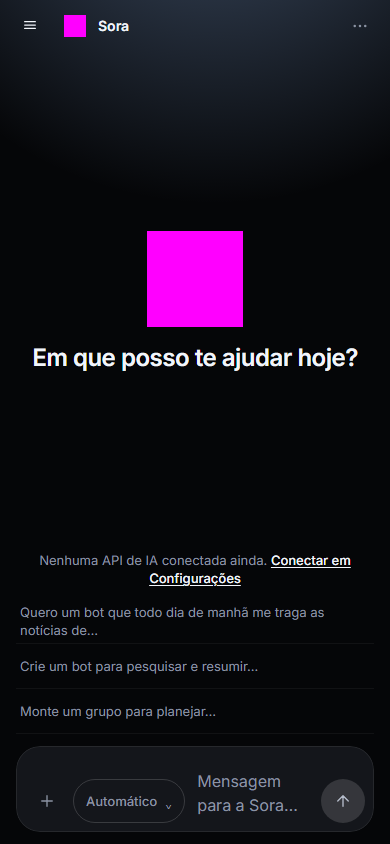 Sora
Em que posso te ajudar hoje?
Nenhuma API de IA conectada ainda. Conectar em
Configurações
Quero um bot que todo dia de manhã me traga as
notícias de...
Crie um bot para pesquisar e resumir...
Monte um grupo para planejar...
Automático
Mensagem
para a Sora...